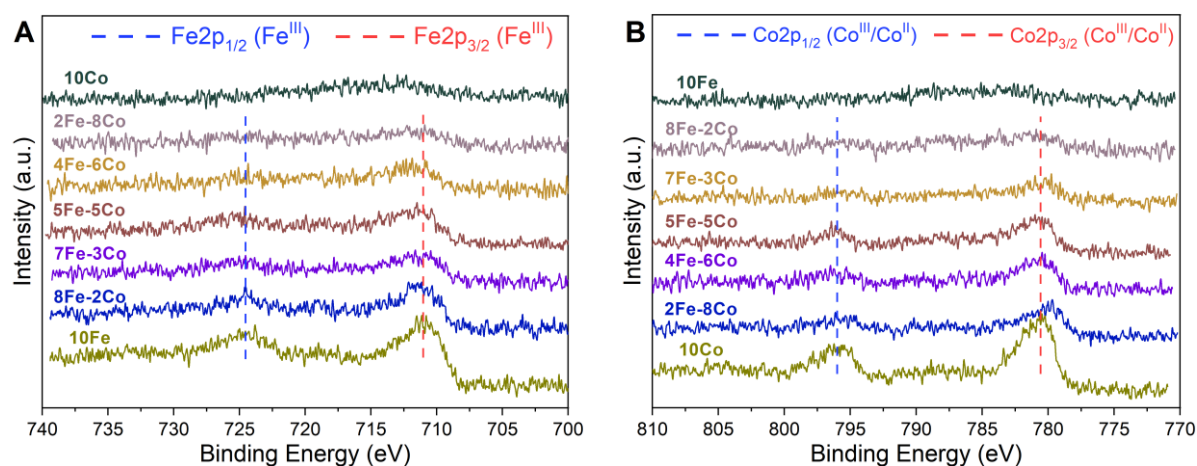 A
Fe2p1/2 (FeIII)
Fe2p3/2 (FeIII)
10Co
2Fe-8Co
4Fe-6Co
5Fe-5Co
7Fe-3Co
8Fe-2Co
10Fe
Intensity (a.u.)
740 735 730 725 720 715 710 705 700
Binding Energy (eV)
B
Co2p1/2 (CoIII/CoII)
Co2p3/2 (CoIII/CoII)
10Fe
8Fe-2Co
7Fe-3Co
5Fe-5Co
4Fe-6Co
2Fe-8Co
10Co
Intensity (a.u.)
810 805 800 795 790 785 780 775 770
Binding Energy (eV)